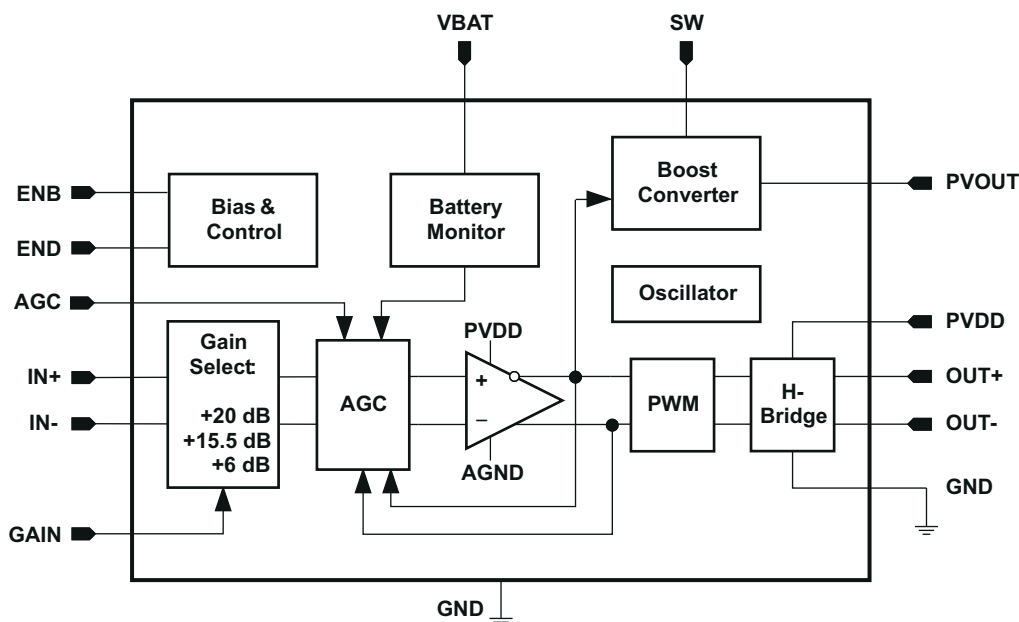 VBAT
SW
ENB
END
AGC
IN+
IN-
GAIN
Bias &
Control
Battery
Monitor
Boost
Converter
Oscillator
Gain
Select:
+20 dB
+15.5 dB
+6 dB
AGC
PVDD
+
–
AGND
PWM
H-
Bridge
PVOUT
PVDD
OUT+
OUT-
GND
GND